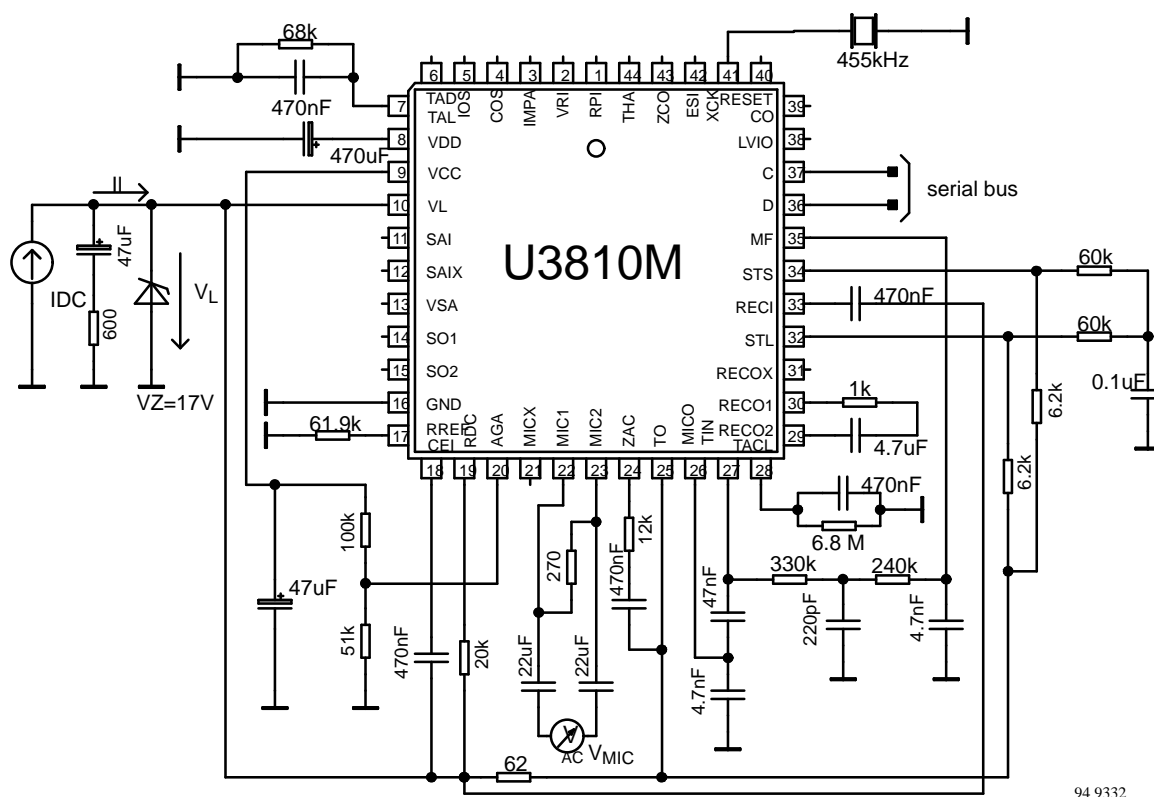 68k
470nF
470uF
455kHz
6 5 4 3 2 1 44 43 42 41 40
TAD
TAL
IOS
COS
IMPA
VRI
RPI
THA
ZCO
ESI
XCK
RESET
CO
7
8 VDD
9 VCC
10 VL
11 SAI
12 SAIX
13 VSA
14 SO1
15 SO2
16 GND
17 RREF
39
LVIO 38
C 37
D 36
MF 35
STS 34
RECI 33
STL 32
RECOX 31
RECO1 30
RECO2 29
TACL
U3810M
serial bus
Il
47uF
600
IDC
VL
VZ=17V
61.9k
470nF
60k
60k
0.1uF
6.2k
6.2k
1k
4.7uF
CEI
RDC
AGA
MICX
MIC1
MIC2
ZAC
TO
MICO
TIN
18 19 20 21 22 23 24 25 26 27 28
470nF
6.8 M
100k
47uF
51k
470nF
20k
270
22uF
22uF
12k
470nF
47nF
4.7nF
330k
240k
220pF
4.7nF
A
AC
VMIC
62
94 9332